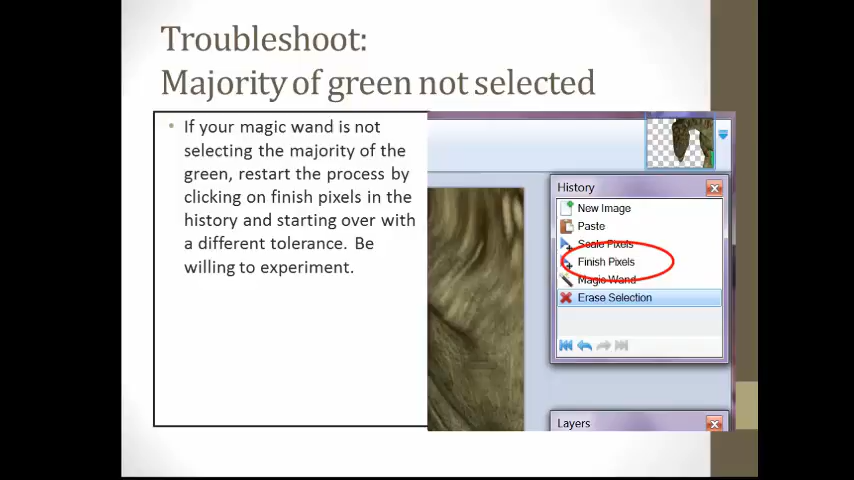 Troubleshoot:
Majority of green not selected
If your magic wand is not
selecting the majority of the
green, restart the process by
clicking on finish pixels in the
history and starting over with
a different tolerance. Be
willing to experiment.
History
New Image
Paste
Scale Pixels
Finish Pixels
Magic Wand
Erase Selection
Layers